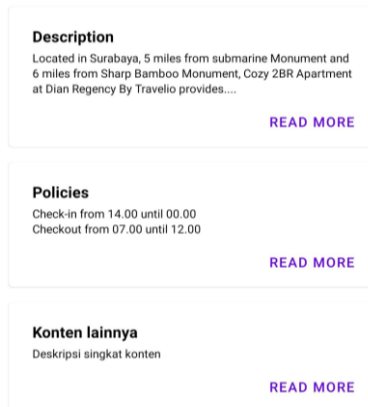 Description
Located in Surabaya, 5 miles from submarine Monument and
6 miles from Sharp Bamboo Monument, Cozy 2BR Apartment
at Dian Regency By Travelio provides....
READ MORE
Policies
Check-in from 14.00 until 00.00
Checkout from 07.00 until 12.00
READ MORE
Konten lainnya
Deskripsi singkat konten
READ MORE